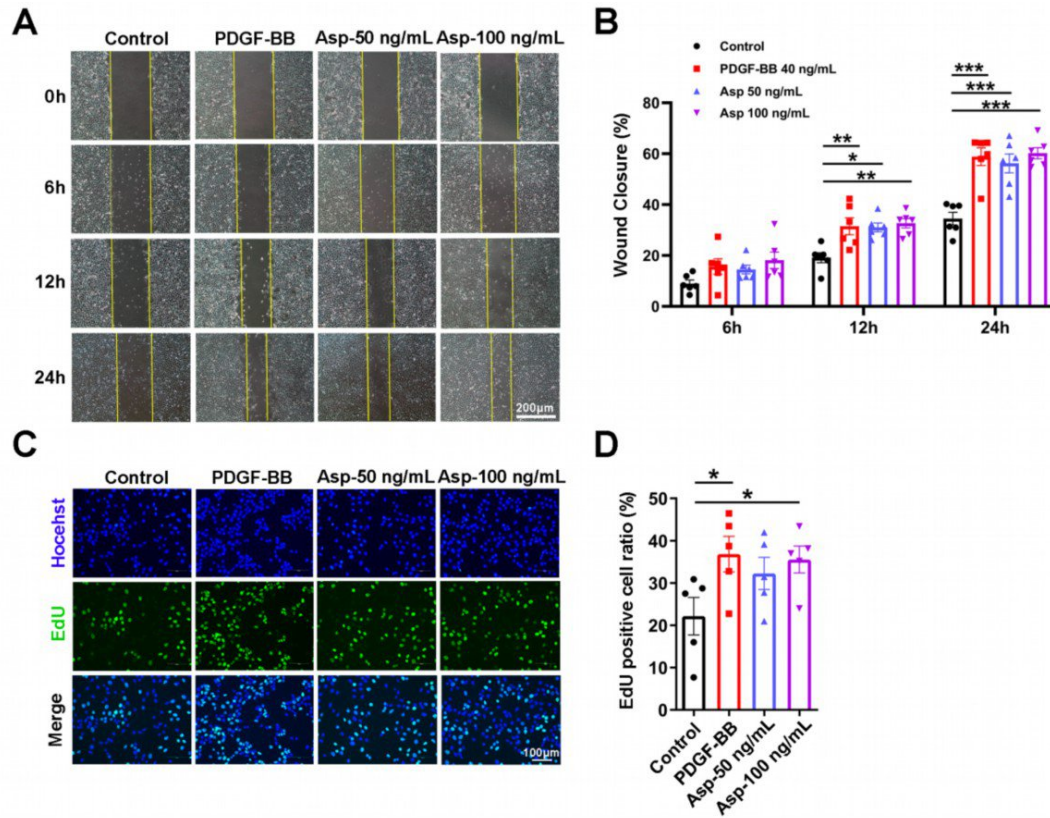 A
Control PDGF-BB Asp-50 ng/mL Asp-100 ng/mL
0h
6h
12h
24h
200μm
B
Control
PDGF-BB 40 ng/mL
Asp 50 ng/mL
Asp 100 ng/mL
Wound Closure (%)
80
60
40
20
0
** * **
*** *** ***
6h 12h 24h
C
Control PDGF-BB Asp-50 ng/mL Asp-100 ng/mL
Hocehst
EdU
Merge
100μm
D
EdU positive cell ratio (%)
50
40
30
20
10
0
*
*
Control PDGF-BB Asp-50 ng/mL Asp-100 ng/mL